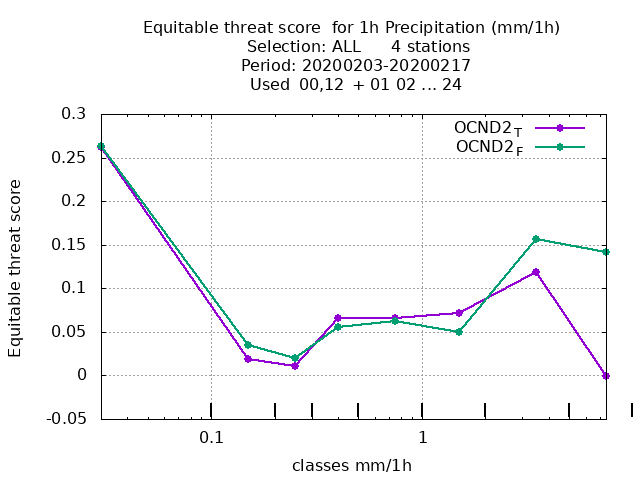 Equitable threat score  for 1h Precipitation (mm/1h)
Selection: ALL      4 stations
Period: 20200203-20200217
Used  00,12  + 01 02 ... 24
OCND2T
OCND2F
0.3
0.25
0.2
0.15
0.1
0.05
0
-0.05
Equitable threat score
0.1
1
classes mm/1h